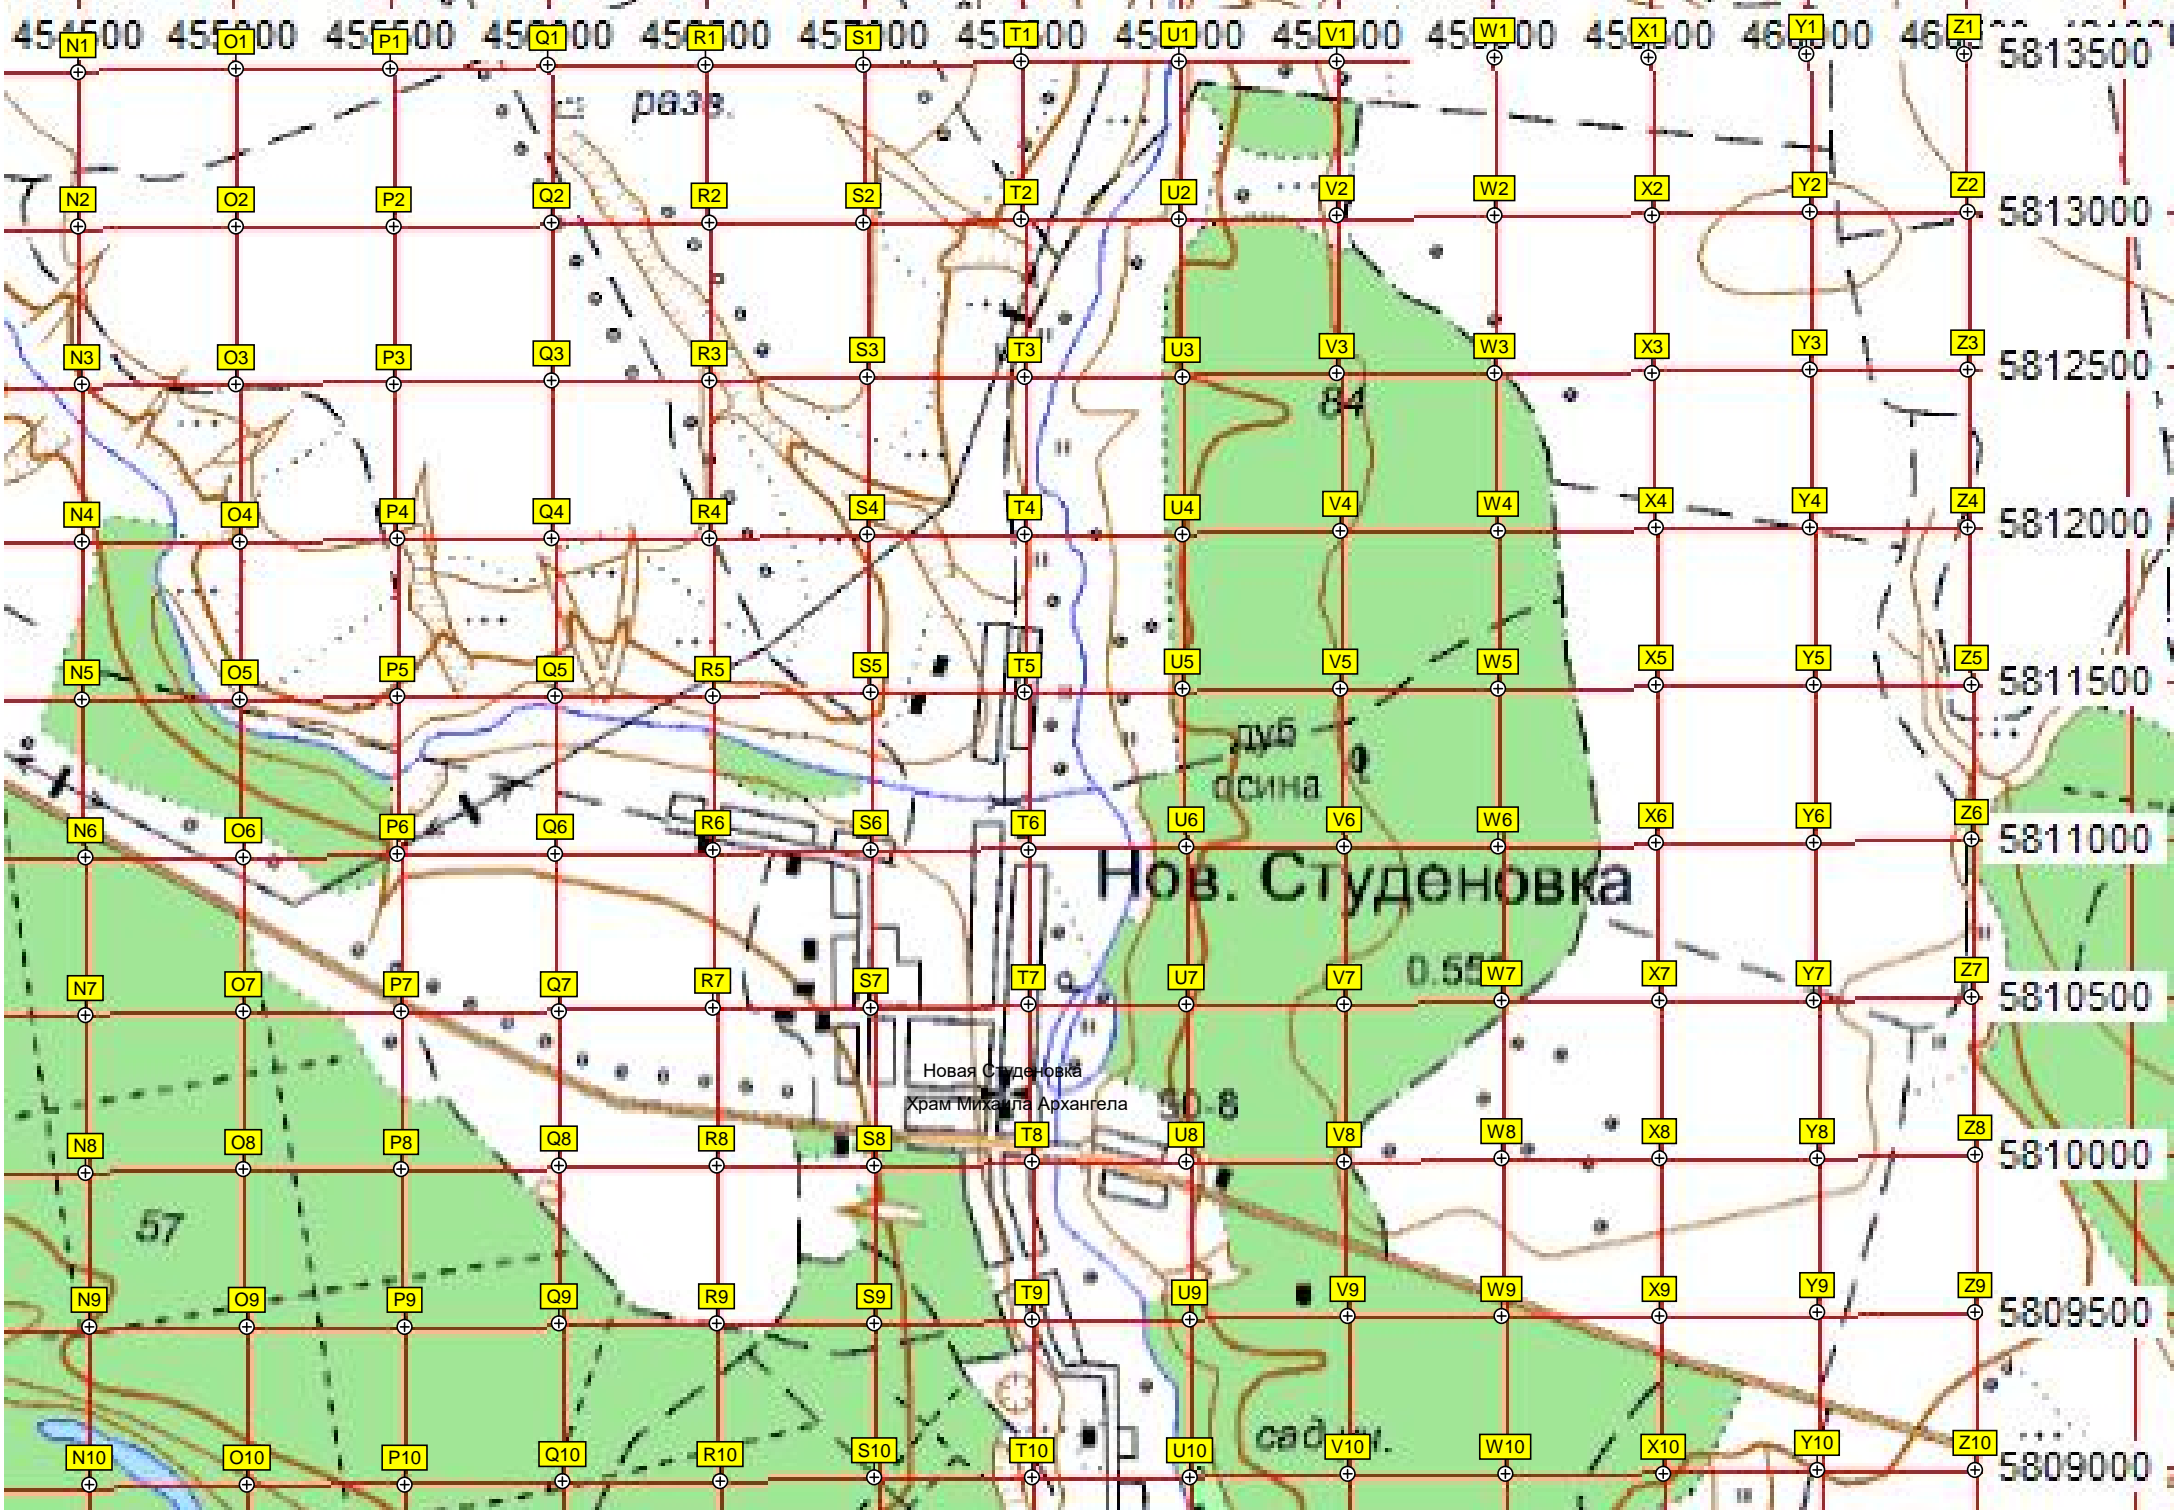 N1 O1 P1 Q1 R1 S1 T1 U1 V1 W1 X1 Y1 Z1
5813500
разв.
N2 O2 P2 Q2 R2 S2 T2 U2 V2 W2 X2 Y2 Z2
5813000
N3 O3 P3 Q3 R3 S3 T3 U3 V3 W3 X3 Y3 Z3
5812500
84
N4 O4 P4 Q4 R4 S4 T4 U4 V4 W4 X4 Y4 Z4
5812000
N5 O5 P5 Q5 R5 S5 T5 U5 V5 W5 X5 Y5 Z5
5811500
дуб
осина
N6 O6 P6 Q6 R6 S6 T6 U6 V6 W6 X6 Y6 Z6
5811000
Нов. Студеновка
N7 O7 P7 Q7 R7 S7 T7 U7 V7 W7 X7 Y7 Z7
5810500
Новая Студеновка
Храм Михаила Архангела
N8 O8 P8 Q8 R8 S8 T8 U8 V8 W8 X8 Y8 Z8
5810000
57
N9 O9 P9 Q9 R9 S9 T9 U9 V9 W9 X9 Y9 Z9
5809500
N10 O10 P10 Q10 R10 S10 T10 U10 V10 W10 X10 Y10 Z10
5809000